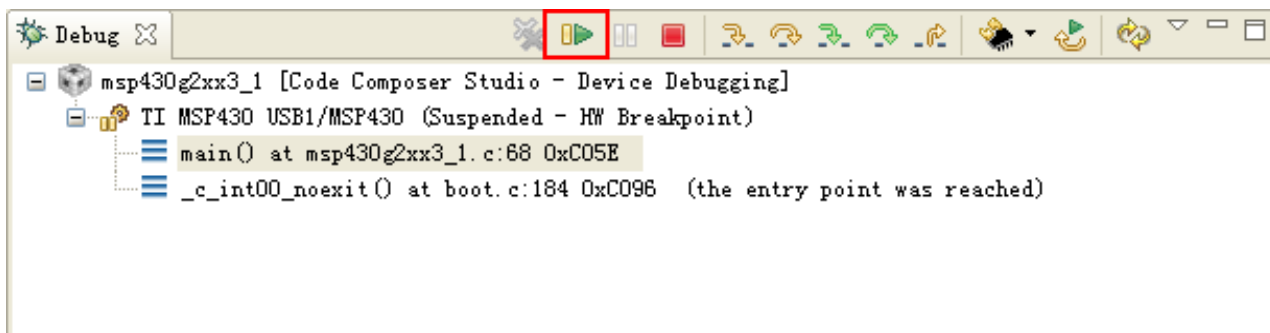 Debug
msp430g2xx3_1 [Code Composer Studio - Device Debugging]
TI MSP430 USB1/MSP430 (Suspended - HW Breakpoint)
main() at msp430g2xx3_1.c:68 0xC05E
_c_int00_noexit() at boot.c:184 0xC096 (the entry point was reached)